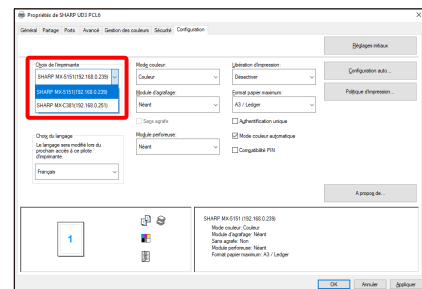 Propriétés de SHARP UD3 PCL6
Général Partage Ports Avancé Gestion des couleurs Sécurité Configuration
Réglages initiaux
Choix de l'imprimante
SHARP MX-5151(192.168.0.239)
SHARP MX-5151(192.168.0.239)
SHARP MX-C381(192.168.0.251)
Mode couleur:
Couleur
Libération d'impression:
Désactiver
Configuration auto...
Module d'agrafage:
Néant
Format papier maximum:
A3 / Ledger
Politique d'impression...
Sans agrafe
Authentification unique
Choix du langage
Le langage sera modifié lors du
prochain accès à ce pilote
d'imprimante.
Français
Module perforeuse:
Néant
Mode couleur automatique
Compatibilité PIN
A propos de...
1
SHARP MX-5151 (192.168.0.239)
Mode couleur: Couleur
Module d'agrafage: Néant
Sans agrafe: Non
Module perforeuse: Néant
Format papier maximum: A3 / Ledger
OK Annuler Appliquer